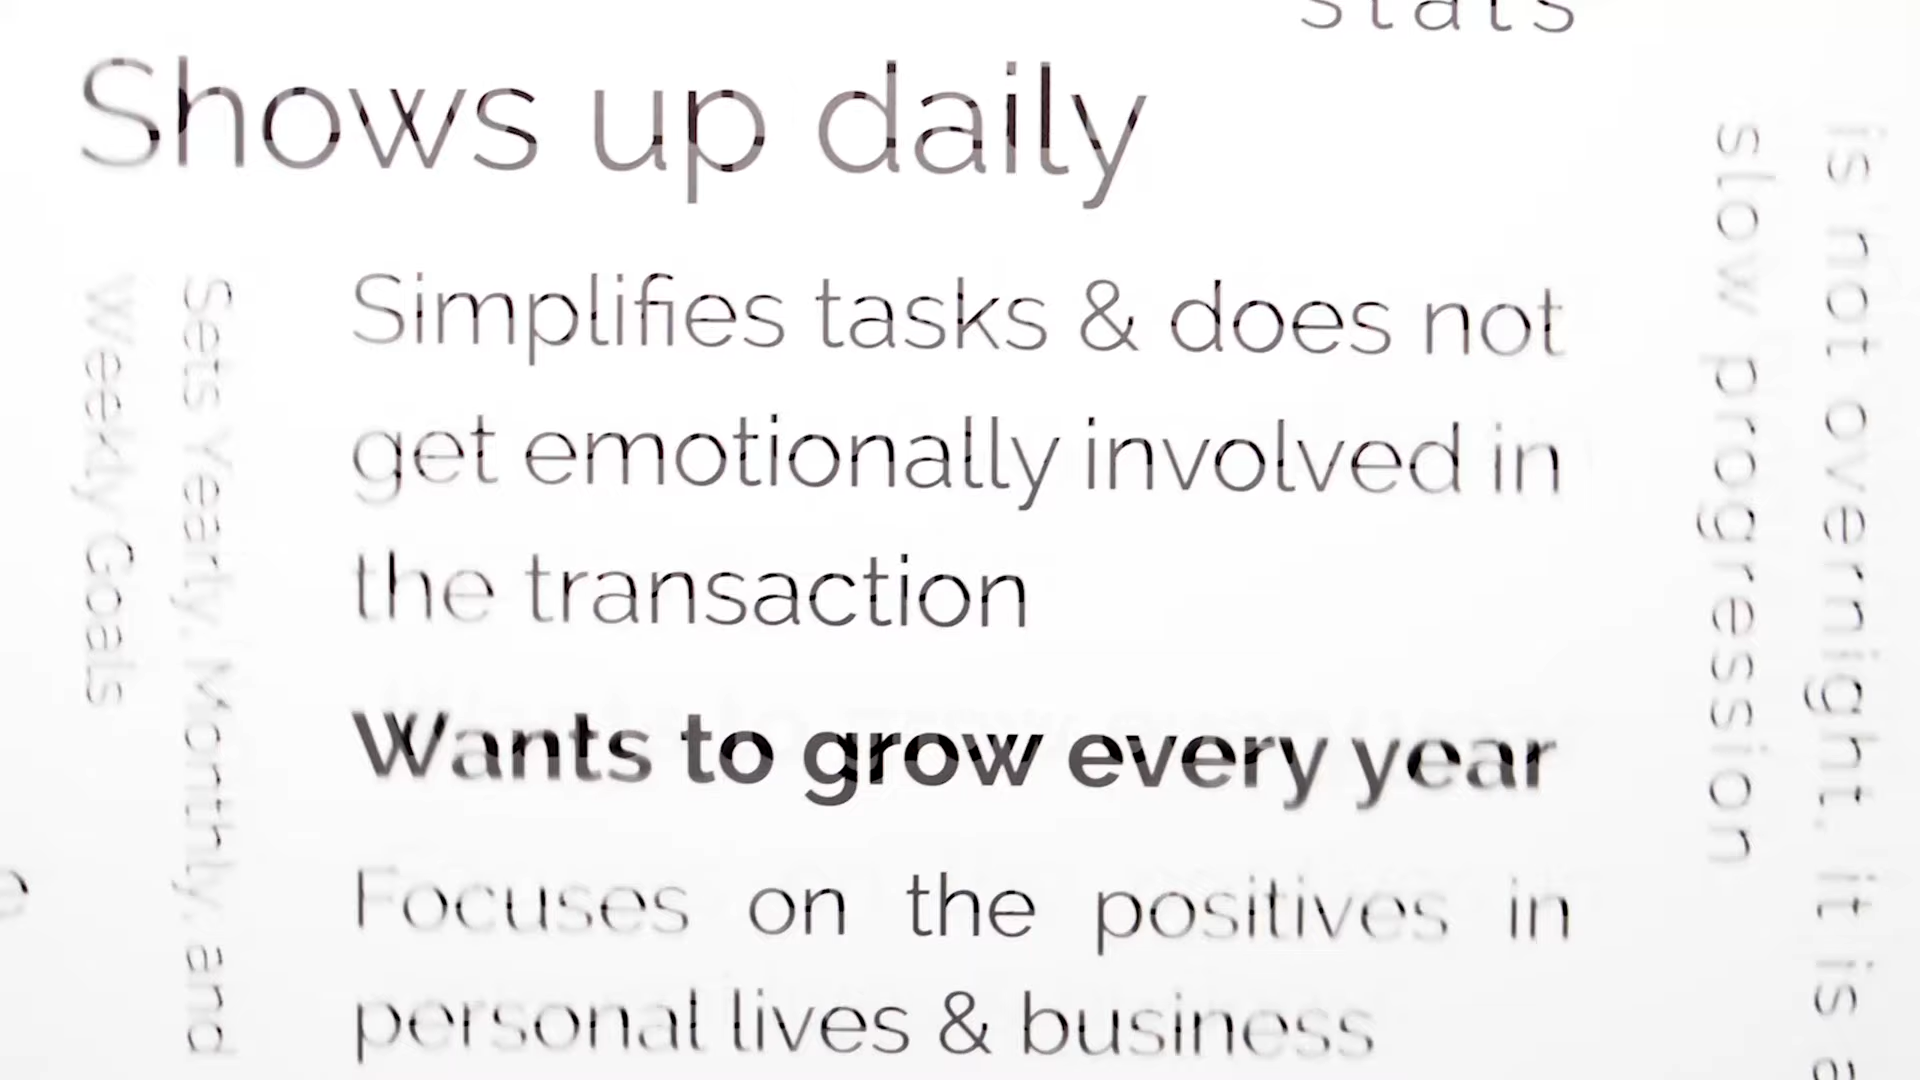 stats
Shows up daily
Simplifies tasks & does not
get emotionally involved in
the transaction
Wants to grow every year
Focuses on the positives in
personal lives & business
Sets Yearly, Monthly, and
Weekly Goals
is not overnight, it is a
slow progression